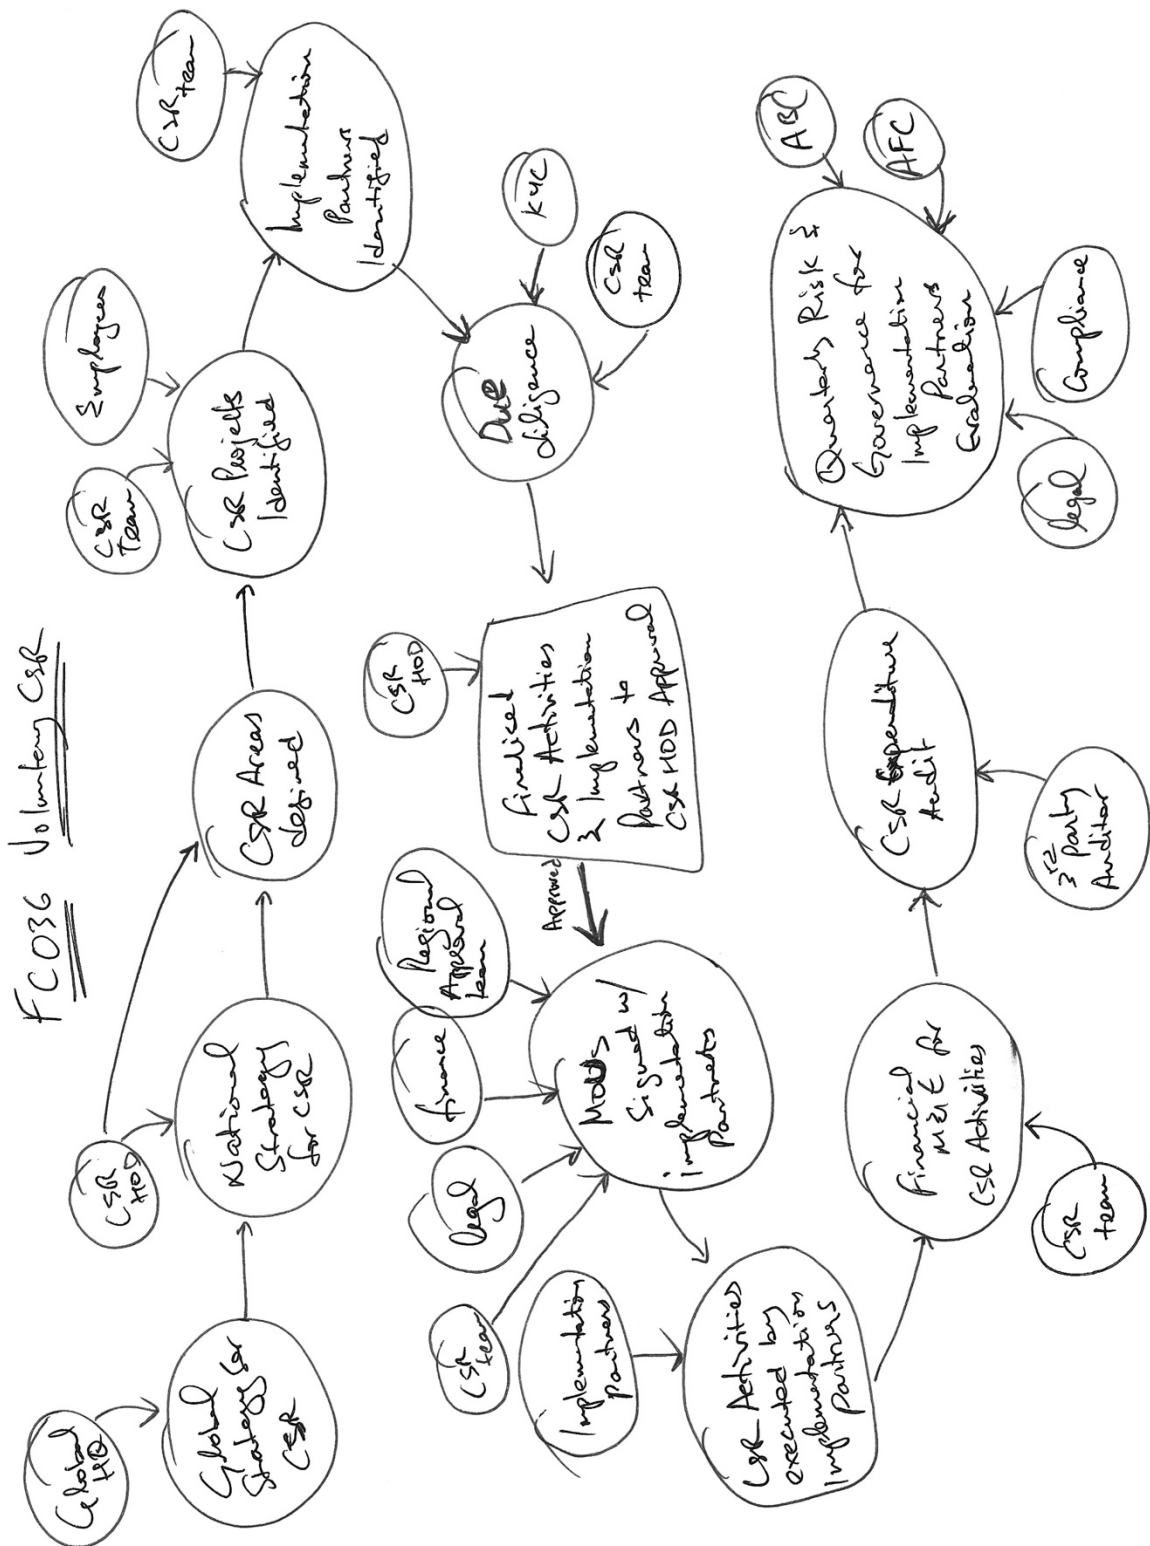 FC036 Voluntary CSR
Global
HQ
Global
Strategy for
CSR
CSR
HOD
National
Strategy
for CSR
CSR Areas
defined
CSR
Team
Employees
CSR Projects
Identified
CSR
team
Implementation
Partners
Identified
KYC
CSR
team
Due
diligence
CSR
HOD
Finalized
CSR Activities
& Implementation
Partners to
CSR HOD Approval
Approved
Regional
Approval
team
finance
legal
CSR
team
MOUs
Signed w/
implementation
Partners
Implementation
Partners
CSR Activities
executed by
implementation
Partners
Financial
M&E for
CSR Activities
CSR
team
CSR Expenditure
Audit
3rd Party
Auditor
Quarterly Risk &
Governance for
Implementation
Partners
Evaluation
ABC
AFC
Compliance
legal